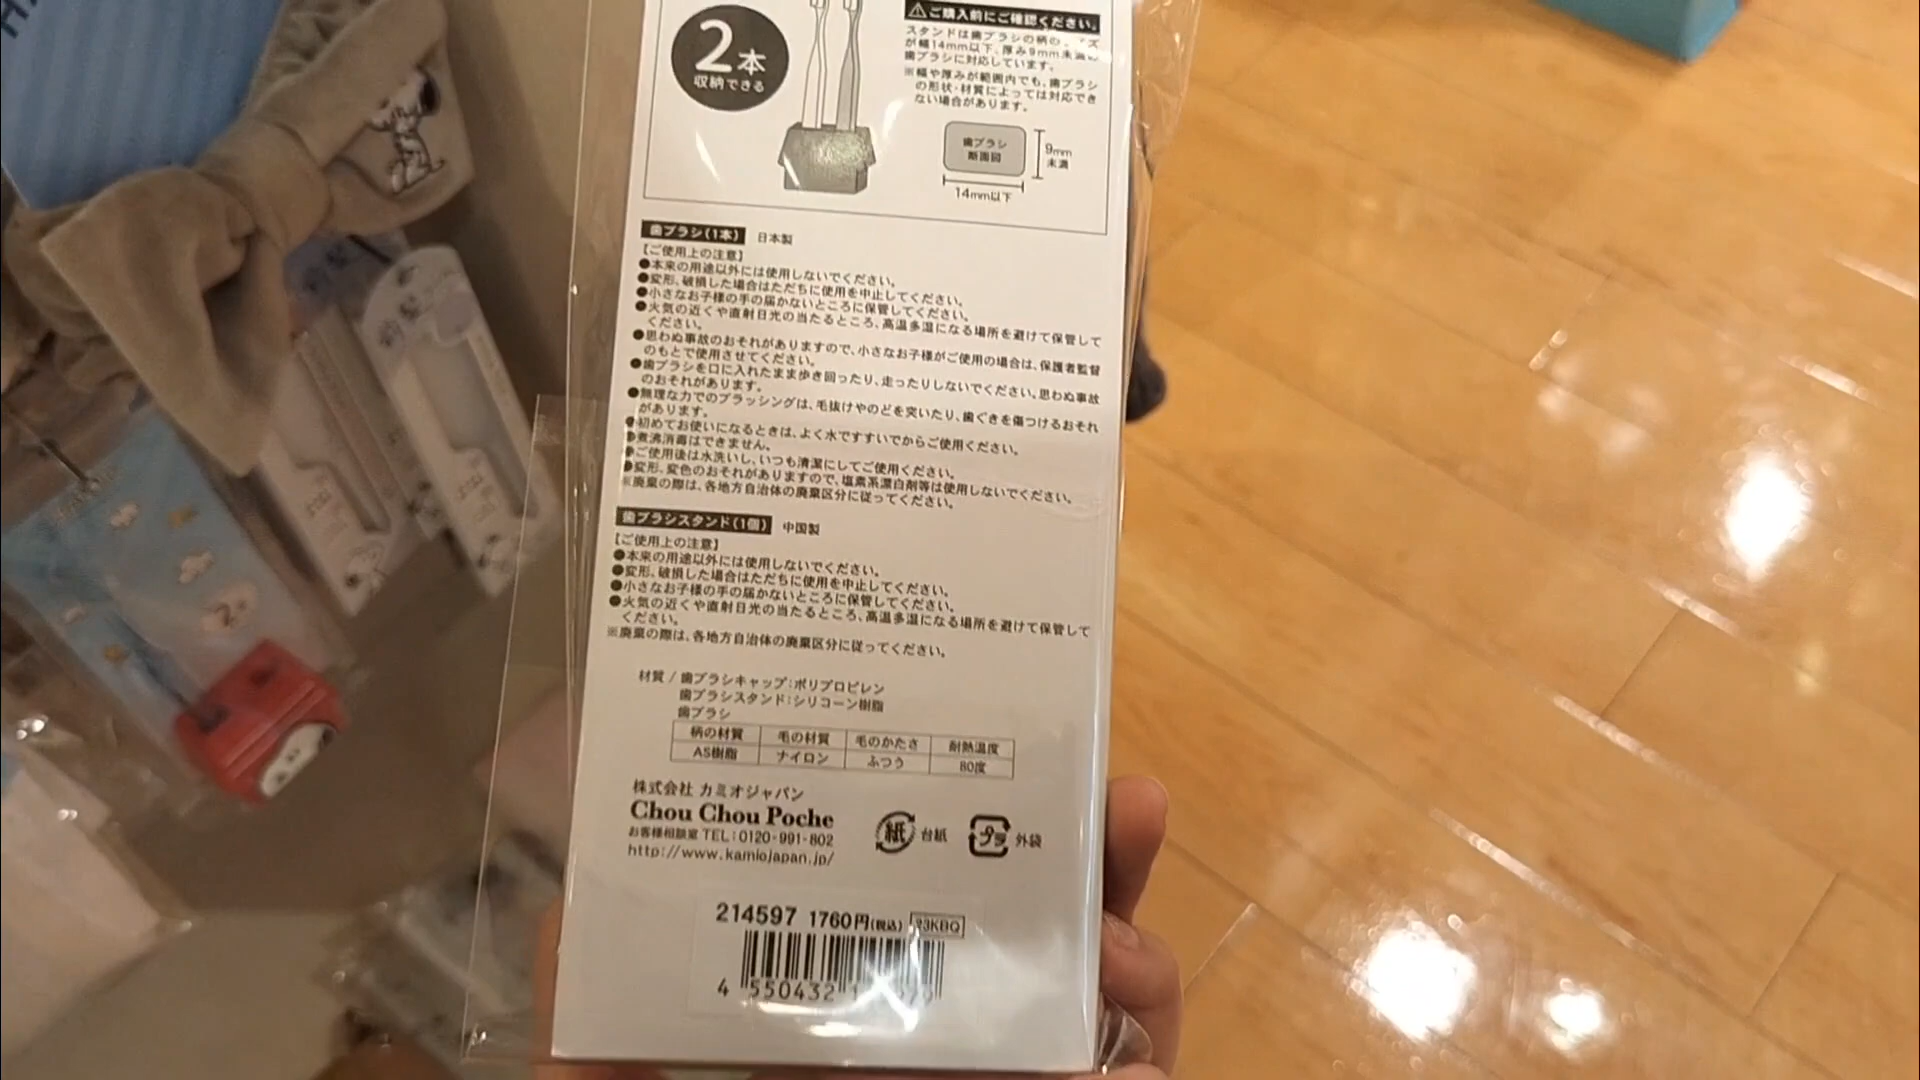 2本
収納できる
⚠ご購入前にご確認ください。
スタンドは歯ブラシの柄の
が幅14mm以下、厚み9mm未満の
歯ブラシに対応しています。
※幅や厚みが範囲内でも、歯ブラシ
の形状・材質によっては対応でき
ない場合があります。
歯ブラシ
断面図
9mm
未満
14mm以下
歯ブラシ(1本) 日本製
【ご使用上の注意】
●本来の用途以外には使用しないでください。
●変形、破損した場合はただちに使用を中止してください。
●小さなお子様の手の届かないところに保管してください。
●火気の近くや直射日光の当たるところ、高温多湿になる場所を避けて保管して
ください。
●思わぬ事故のおそれがありますので、小さなお子様がご使用の場合は、保護者監督
のもとで使用させてください。
●歯ブラシを口に入れたまま歩き回ったり、走ったりしないでください。思わぬ事故
のおそれがあります。
●無理な力でのブラッシングは、毛抜けやのどを突いたり、歯ぐきを傷つけるおそれ
があります。
●初めてお使いになるときは、よく水ですすいでからご使用ください。
●煮沸消毒はできません。
●ご使用後は水洗いし、いつも清潔にしてご使用ください。
●変形、変色のおそれがありますので、塩素系漂白剤等は使用しないでください。
※廃棄の際は、各地方自治体の廃棄区分に従ってください。
歯ブラシスタンド(1個) 中国製
【ご使用上の注意】
●本来の用途以外には使用しないでください。
●変形、破損した場合はただちに使用を中止してください。
●小さなお子様の手の届かないところに保管してください。
●火気の近くや直射日光の当たるところ、高温多湿になる場所を避けて保管して
ください。
※廃棄の際は、各地方自治体の廃棄区分に従ってください。
材質 / 歯ブラシキャップ:ポリプロピレン
歯ブラシスタンド:シリコーン樹脂
歯ブラシ
柄の材質 毛の材質 毛のかたさ 耐熱温度
AS樹脂 ナイロン ふつう 80度
株式会社 カミオジャパン
Chou Chou Poche
お客様相談室 TEL:0120-991-802
http://www.kamiojapan.jp/
紙 台紙 プラ 外袋
214597 1760円(税込) 23KBQ
4 550432